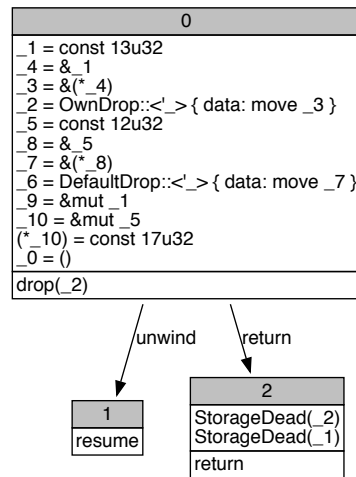 0
_1 = const 13u32
_4 = &_1
_3 = &(*_4)
_2 = OwnDrop::<'_> { data: move _3 }
_5 = const 12u32
_8 = &_5
_7 = &(*_8)
_6 = DefaultDrop::<'_> { data: move _7 }
_9 = &mut _1
_10 = &mut _5
(*_10) = const 17u32
_0 = ()
drop(_2)
unwind
return
1
resume
2
StorageDead(_2)
StorageDead(_1)
return